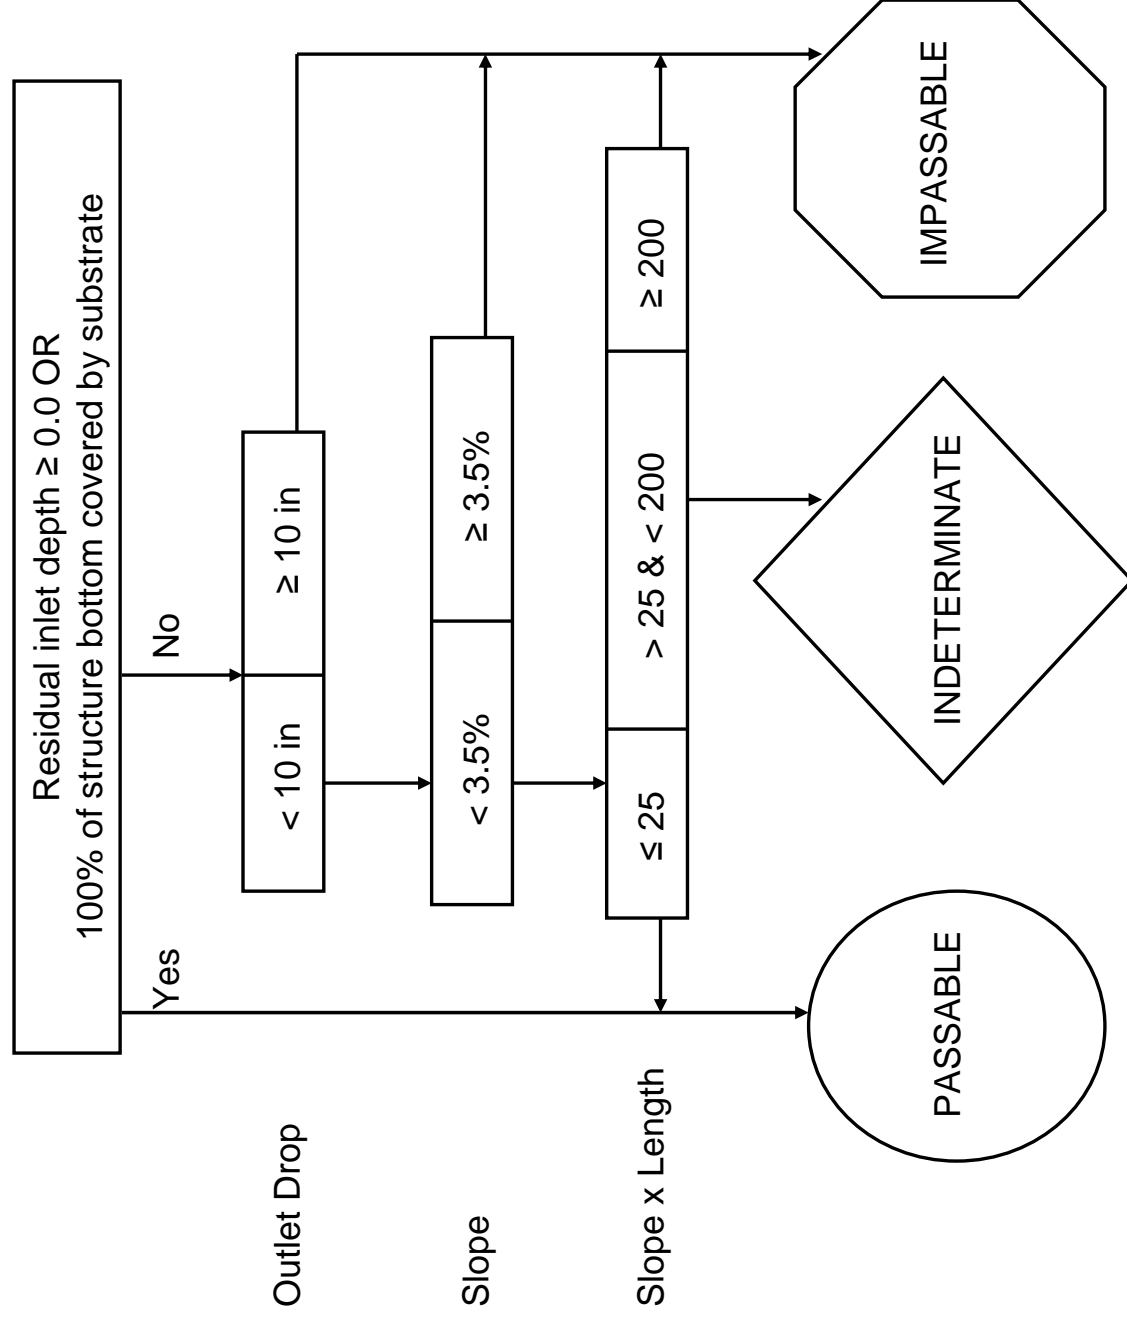 Residual inlet depth ≥ 0.0 OR
100% of structure bottom covered by substrate
Yes
No
Outlet Drop
< 10 in
≥ 10 in
Slope
< 3.5%
≥ 3.5%
Slope x Length
≤ 25
> 25 & < 200
≥ 200
PASSABLE
INDETERMINATE
IMPASSABLE